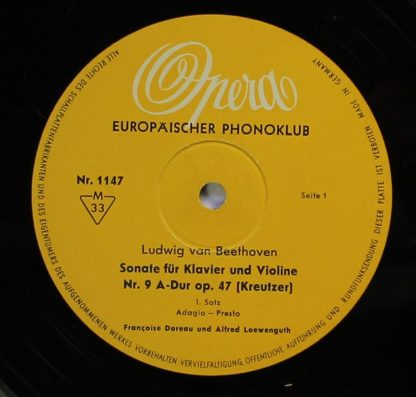 Opera
EUROPÄISCHER PHONOKLUB
Nr. 1147
M
33
Seite 1
Ludwig van Beethoven
Sonate für Klavier und Violine
Nr. 9 A-Dur op. 47 (Kreutzer)
I. Satz
Adagio – Presto
Françoise Doreau und Alfred Loewenguth
ALLE RECHTE DES SCHALLPLATTENFABRIKANTEN UND DES EIGENTÜMERS DES AUFGENOMMENEN WERKES VORBEHALTEN VERVIELFÄLTIGUNG, ÖFFENTLICHE AUFFÜHRUNG UND RUNDFUNKSENDUNG DIESER PLATTE IST VERBOTEN MADE IN GERMANY